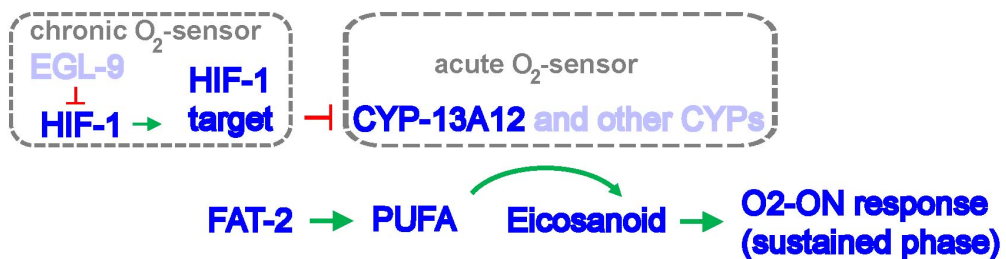 chronic O₂-sensor
EGL-9
HIF-1
HIF-1
target
acute O₂-sensor
CYP-13A12 and other CYPs
FAT-2
PUFA
Eicosanoid
O2-ON response
(sustained phase)